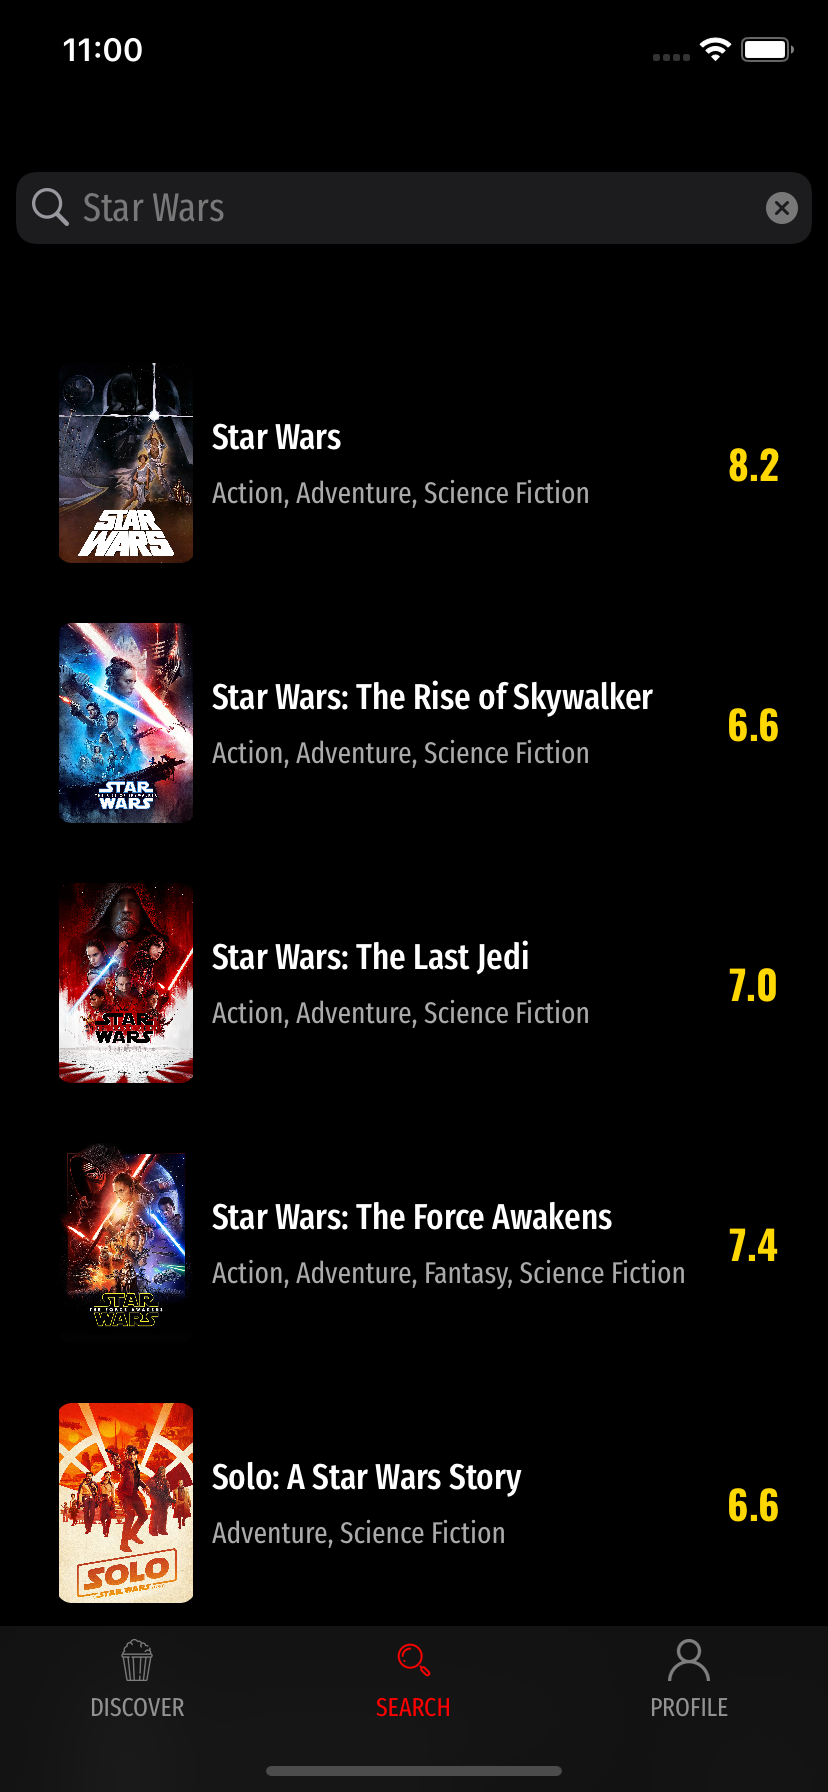 11:00
Star Wars
STAR
WARS
Star Wars
Action, Adventure, Science Fiction
8.2
STAR
WARS
Star Wars: The Rise of Skywalker
Action, Adventure, Science Fiction
6.6
STAR
WARS
Star Wars: The Last Jedi
Action, Adventure, Science Fiction
7.0
STAR
THE FORCE AWAKENS
WARS
Star Wars: The Force Awakens
Action, Adventure, Fantasy, Science Fiction
7.4
SOLO
Solo: A Star Wars Story
Adventure, Science Fiction
6.6
DISCOVER
SEARCH
PROFILE